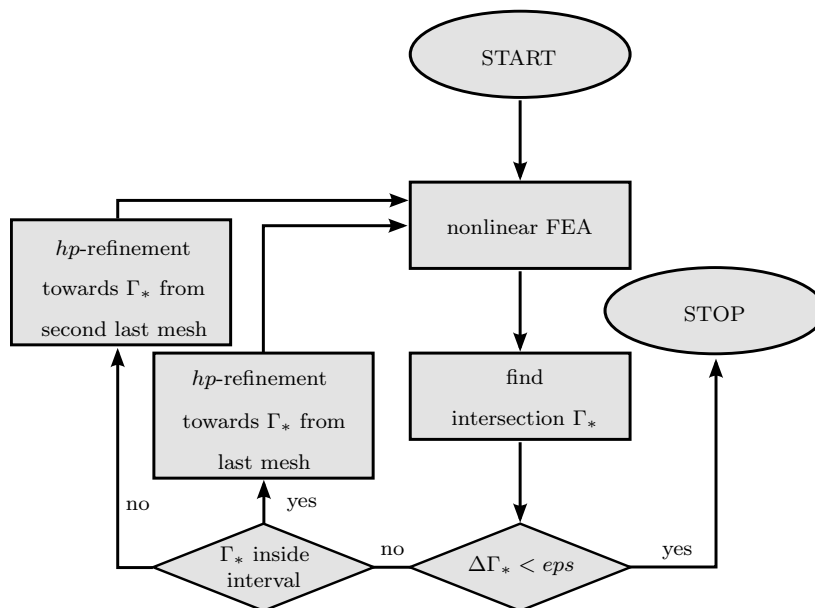 START
nonlinear FEA
hp-refinement
towards Γ∗ from
second last mesh
STOP
hp-refinement
towards Γ∗ from
last mesh
find
intersection Γ∗
no
yes
Γ∗ inside
interval
no
ΔΓ∗ < eps
yes